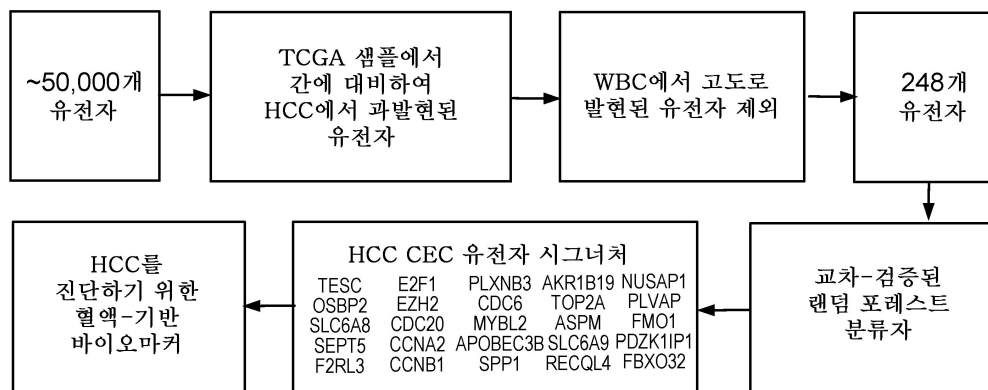 ~50,000개
유전자
TCGA 샘플에서
간에 대비하여
HCC에서 과발현된
유전자
WBC에서 고도로
발현된 유전자 제외
248개
유전자
교차-검증된
랜덤 포레스트
분류자
HCC CEC 유전자 시그너처
TESC E2F1 PLXNB3 AKR1B19 NUSAP1
OSBP2 EZH2 CDC6 TOP2A PLVAP
SLC6A8 CDC20 MYBL2 ASPM FMO1
SEPT5 CCNA2 APOBEC3B SLC6A9 PDZK1IP1
F2RL3 CCNB1 SPP1 RECQL4 FBXO32
HCC를
진단하기 위한
혈액-기반
바이오마커